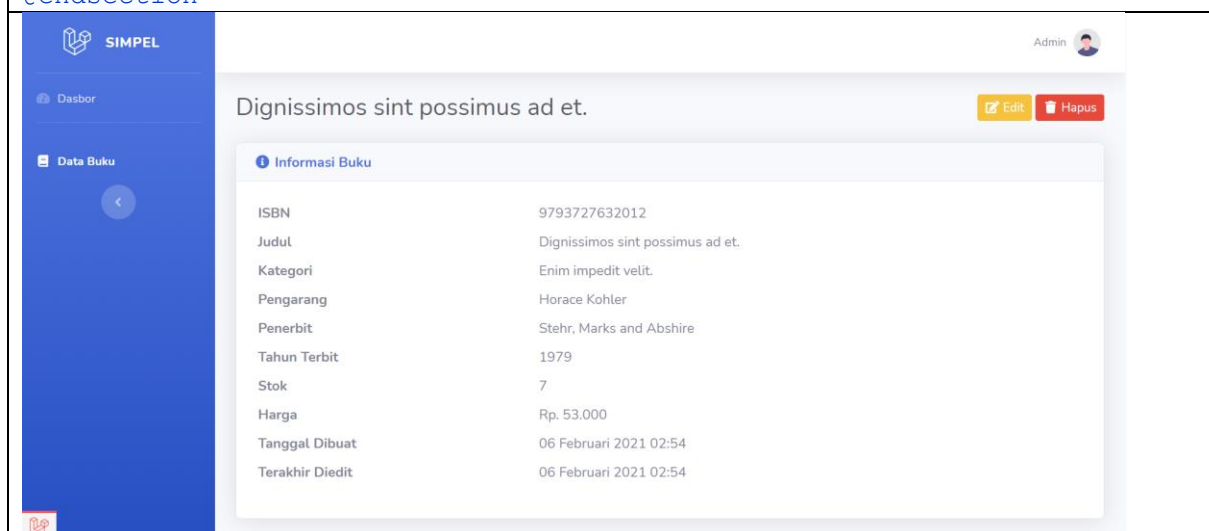 SIMPEL
Admin
Dasbor
Dignissimos sint possimus ad et.
Edit
Hapus
Data Buku
Informasi Buku
ISBN 9793727632012
Judul Dignissimos sint possimus ad et.
Kategori Enim impedit velit.
Pengarang Horace Kohler
Penerbit Stehr, Marks and Abshire
Tahun Terbit 1979
Stok 7
Harga Rp. 53.000
Tanggal Dibuat 06 Februari 2021 02:54
Terakhir Diedit 06 Februari 2021 02:54